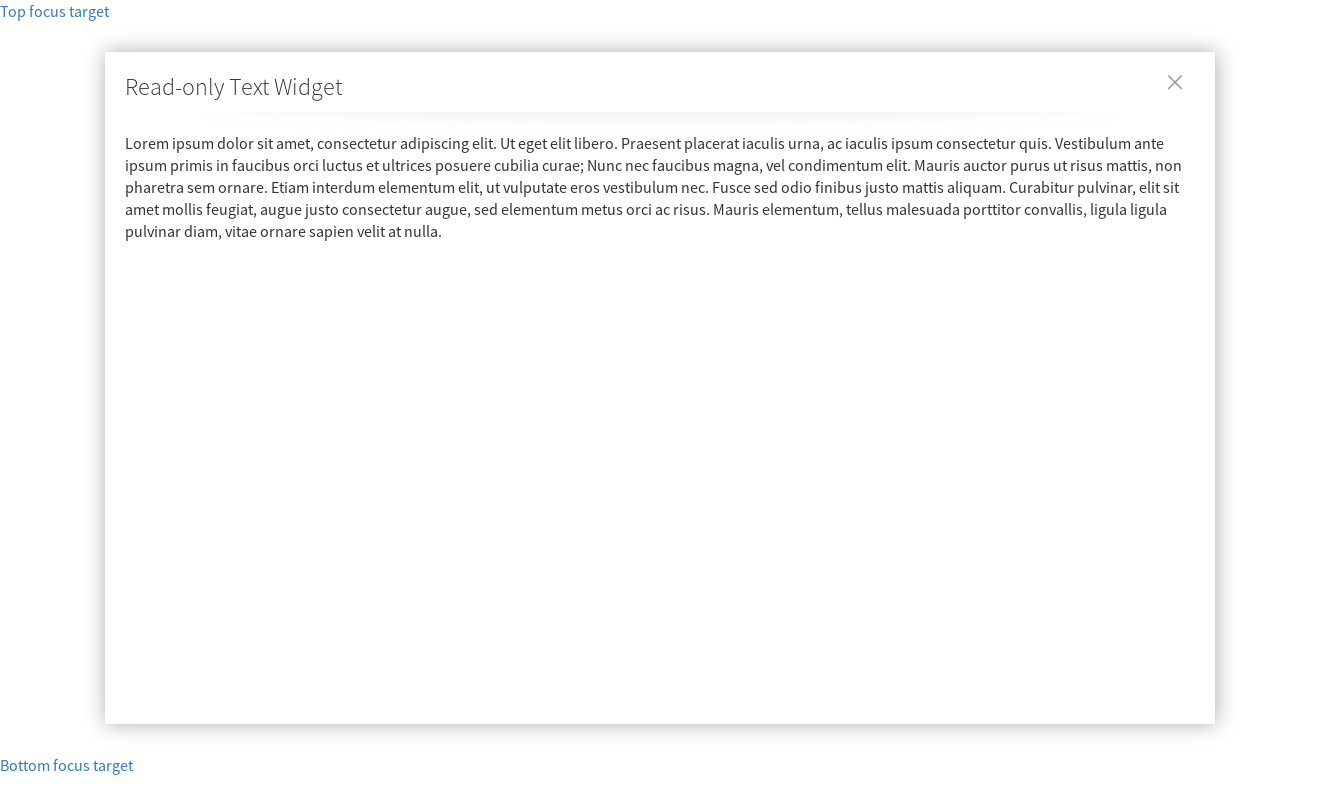 Top focus target
Read-only Text Widget
Lorem ipsum dolor sit amet, consectetur adipiscing elit. Ut eget elit libero. Praesent placerat iaculis urna, ac iaculis ipsum consectetur quis. Vestibulum ante
ipsum primis in faucibus orci luctus et ultrices posuere cubilia curae; Nunc nec faucibus magna, vel condimentum elit. Mauris auctor purus ut risus mattis, non
pharetra sem ornare. Etiam interdum elementum elit, ut vulputate eros vestibulum nec. Fusce sed odio finibus justo mattis aliquam. Curabitur pulvinar, elit sit
amet mollis feugiat, augue justo consectetur augue, sed elementum metus orci ac risus. Mauris elementum, tellus malesuada porttitor convallis, ligula ligula
pulvinar diam, vitae ornare sapien velit at nulla.
Bottom focus target